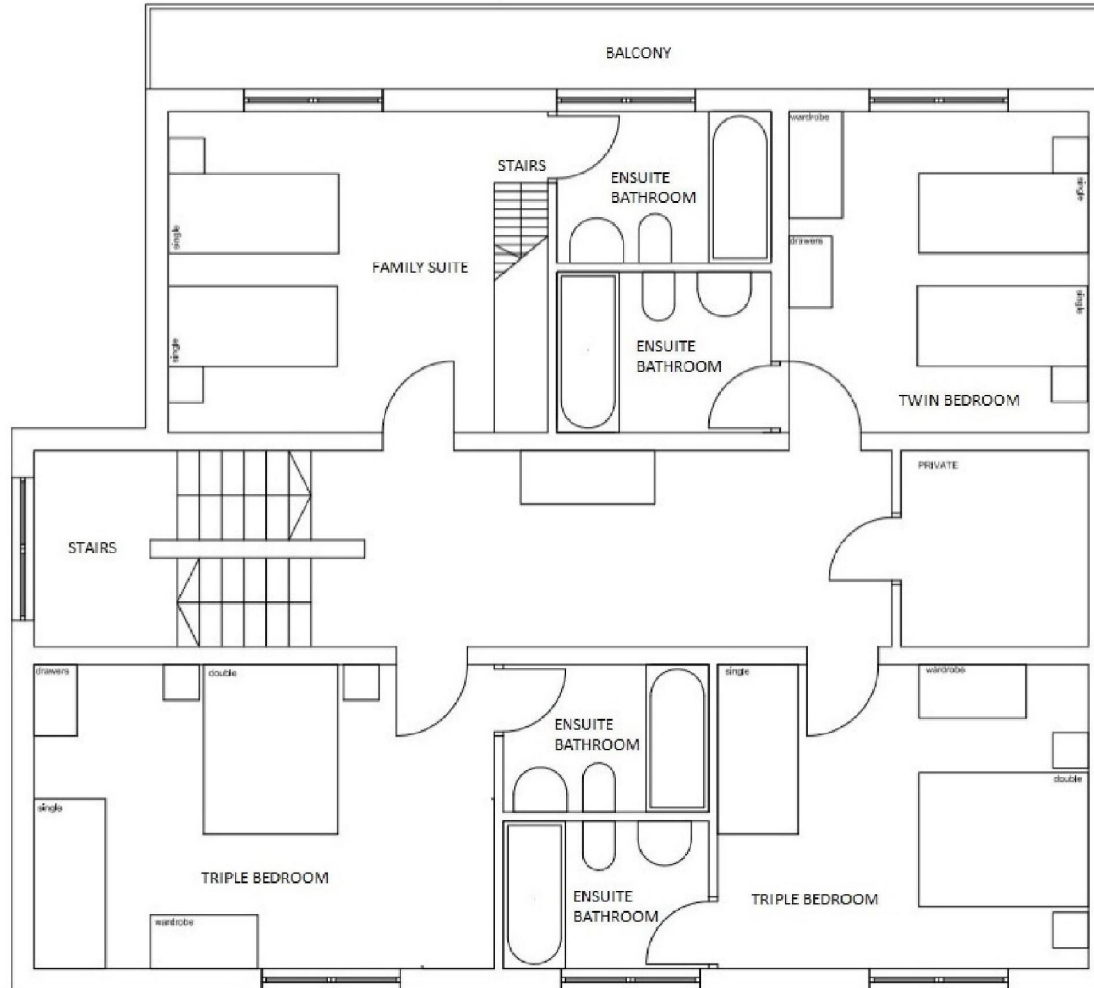 BALCONY
wardrobe
STAIRS
ENSUITE
BATHROOM
single
single
drawers
FAMILY SUITE
single
single
ENSUITE
BATHROOM
TWIN BEDROOM
PRIVATE
STAIRS
drawers
double
single
wardrobe
ENSUITE
BATHROOM
double
single
TRIPLE BEDROOM
ENSUITE
BATHROOM
TRIPLE BEDROOM
wardrobe